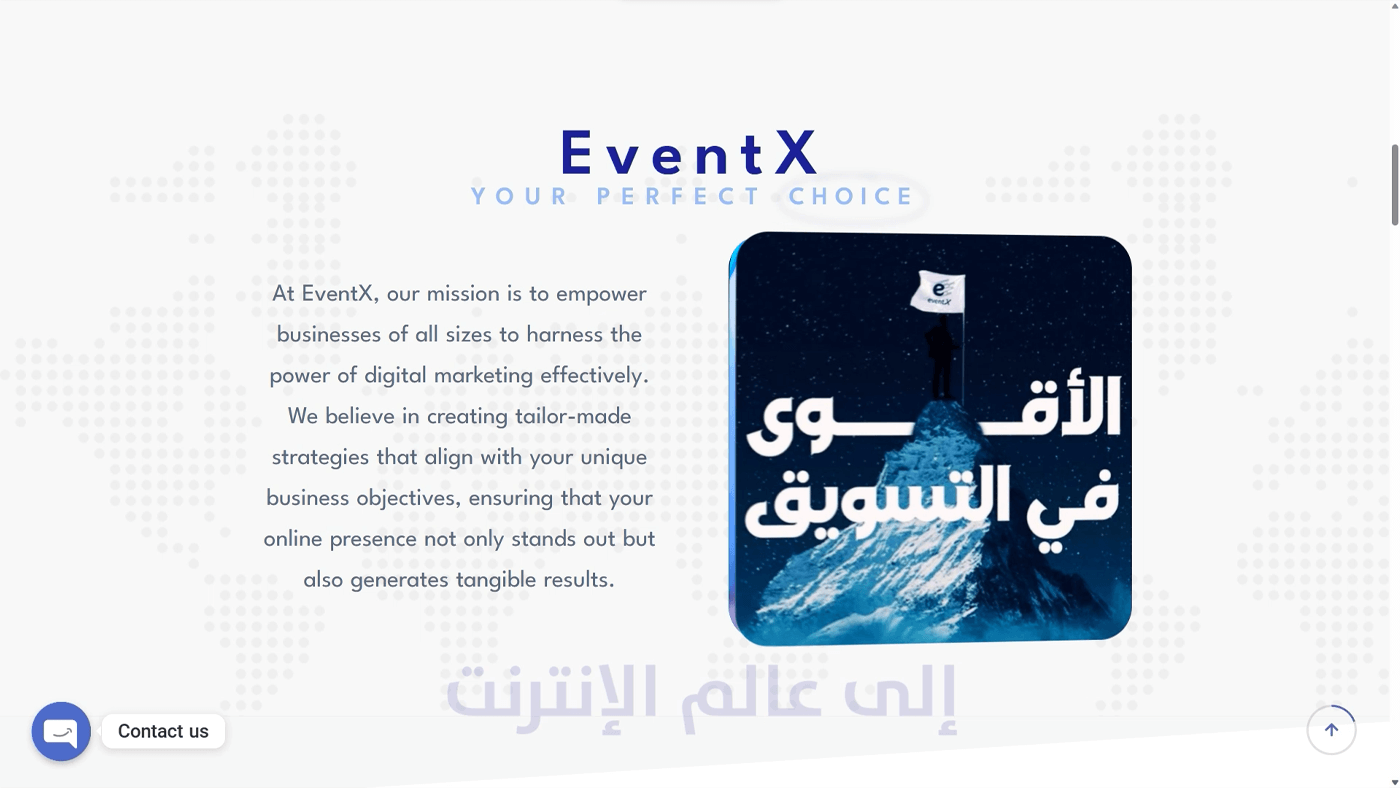 EventX
YOUR PERFECT CHOICE
At EventX, our mission is to empower
businesses of all sizes to harness the
power of digital marketing effectively.
We believe in creating tailor-made
strategies that align with your unique
business objectives, ensuring that your
online presence not only stands out but
also generates tangible results.
e
eventX
الأقـــوى
في التسويق
إلى عالم الإنترنت
Contact us